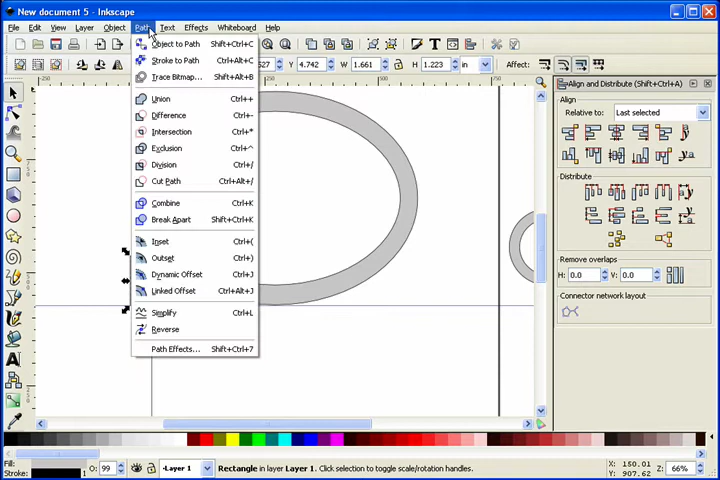 New document 5 - Inkscape
File Edit View Layer Object Path Text Effects Whiteboard Help
527 Y 4.742 W 1.661 H 1.223 in Affect:
Object to Path Shift+Ctrl+C
Stroke to Path Ctrl+Alt+C
Trace Bitmap... Shift+Alt+B
Union Ctrl++
Difference Ctrl+-
Intersection Ctrl+*
Exclusion Ctrl+^
Division Ctrl+/
Cut Path Ctrl+Alt+/
Combine Ctrl+K
Break Apart Shift+Ctrl+K
Inset Ctrl+(
Outset Ctrl+)
Dynamic Offset Ctrl+J
Linked Offset Ctrl+Alt+J
Simplify Ctrl+L
Reverse
Path Effects... Shift+Ctrl+7
Align and Distribute (Shift+Ctrl+A)
Align
Relative to: Last selected
Distribute
Remove overlaps
H: 0.0 V: 0.0
Connector network layout
Fill:
Stroke:
O: 99
Layer 1
Rectangle in layer Layer 1. Click selection to toggle scale/rotation handles.
X: 150.01
Y: 907.62
Z: 66%